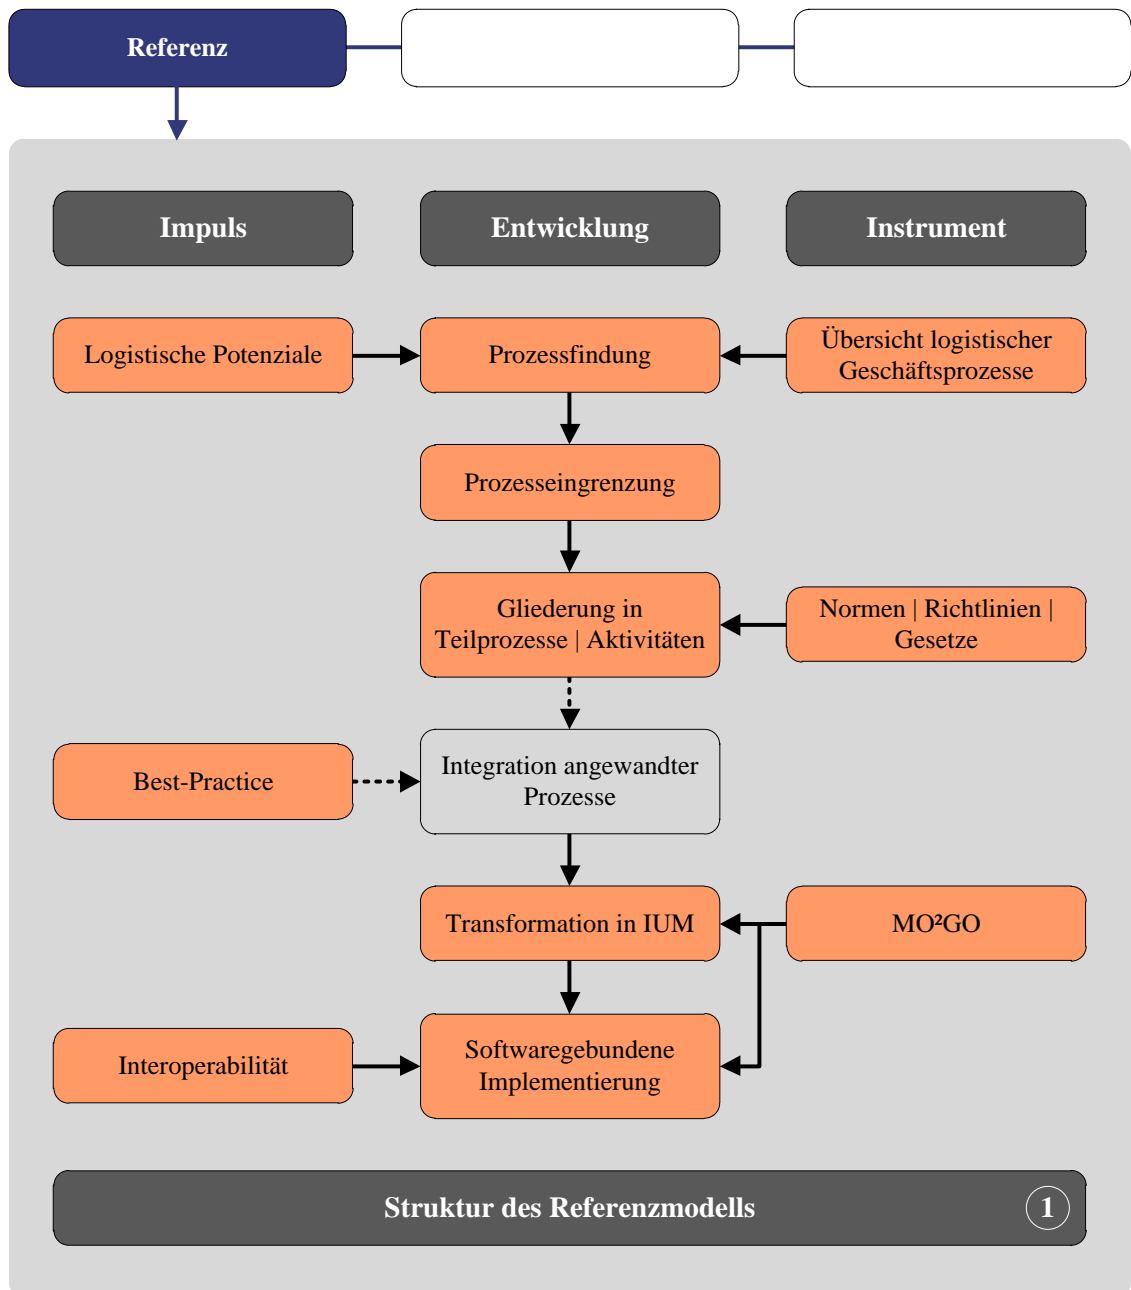 Referenz
Impuls
Entwicklung
Instrument
Logistische Potenziale
Prozessfindung
Übersicht logistischer
Geschäftsprozesse
Prozesseingrenzung
Gliederung in
Teilprozesse | Aktivitäten
Normen | Richtlinien |
Gesetze
Best-Practice
Integration angewandter
Prozesse
Transformation in IUM
MO²GO
Interoperabilität
Softwaregebundene
Implementierung
Struktur des Referenzmodells
1